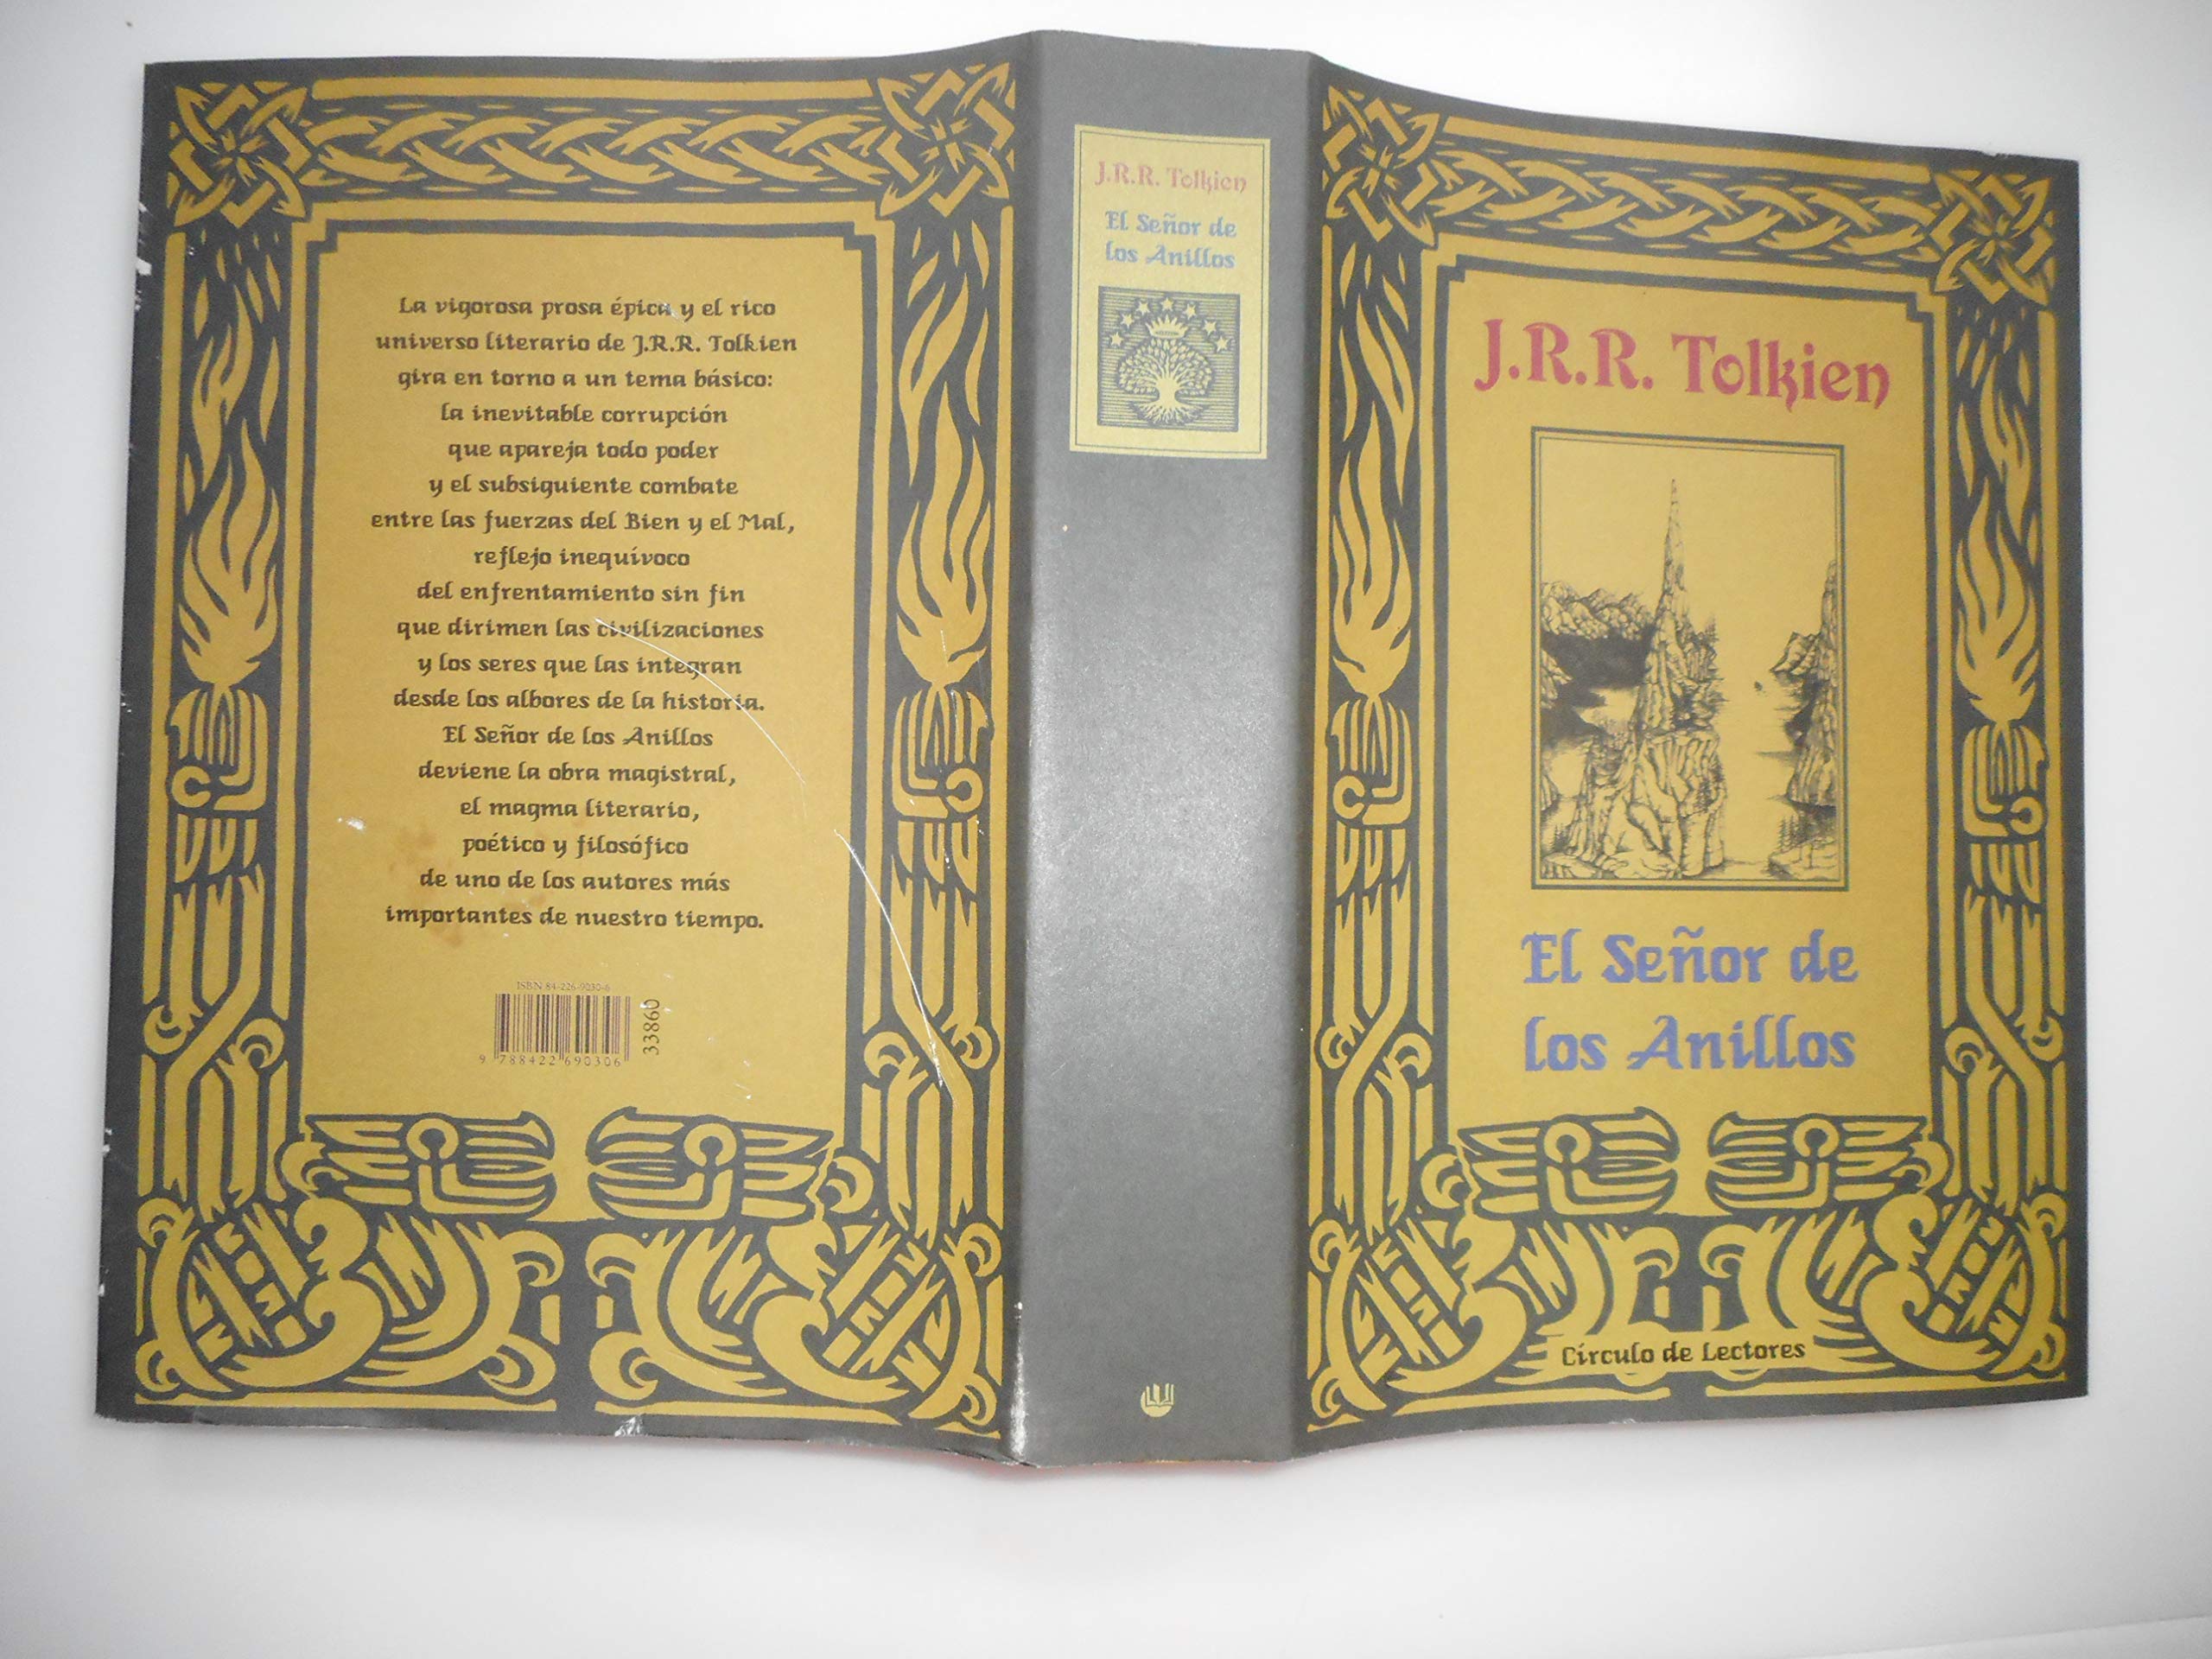 La vigorosa prosa épica y el rico
universo literario de J.R.R. Tolkien
gira en torno a un tema básico:
la inevitable corrupción
que apareja todo poder
y el subsiguiente combate
entre las fuerzas del Bien y el Mal,
reflejo inequívoco
del enfrentamiento sin fin
que dirimen las civilizaciones
y los seres que las integran
desde los albores de la historia.
El Señor de los Anillos
deviene la obra magistral,
el magma literario,
poético y filosófico
de uno de los autores más
importantes de nuestro tiempo.
ISBN 84-226-9030-6
9 788422 690306
33860
J.R.R. Tolkien
El Señor de
los Anillos
J.R.R. Tolkien
El Señor de
los Anillos
Círculo de Lectores